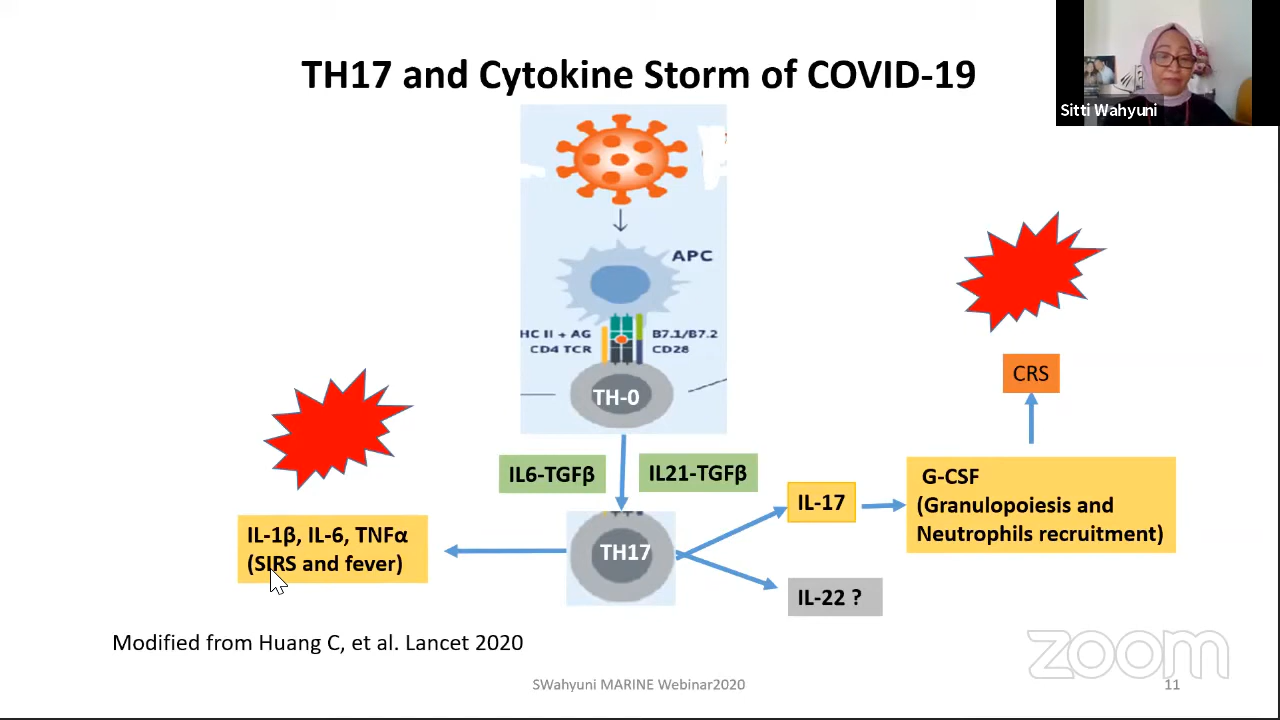 TH17 and Cytokine Storm of COVID-19
Sitti Wahyuni
APC
HC II + AG
B7.1/B7.2
CD4 TCR
CD28
TH-0
CRS
IL6-TGFβ
IL21-TGFβ
IL-17
G-CSF
(Granulopoiesis and
Neutrophils recruitment)
IL-1β, IL-6, TNFα
(SIRS and fever)
TH17
IL-22 ?
Modified from Huang C, et al. Lancet 2020
zoom
SWahyuni MARINE Webinar2020
11